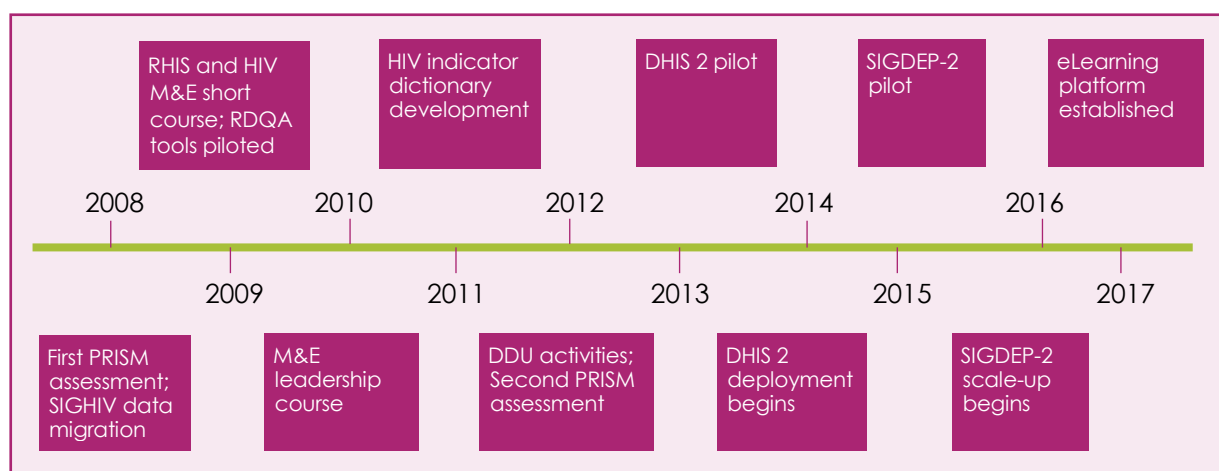 RHIS and HIV
M&E short
course; RDQA
tools piloted
HIV indicator
dictionary
development
DHIS 2 pilot
SIGDEP-2
pilot
eLearning
platform
established
2008
2010
2012
2014
2016
2009
2011
2013
2015
2017
First PRISM
assessment;
SIGHIV data
migration
M&E
leadership
course
DDU activities;
Second PRISM
assessment
DHIS 2
deployment
begins
SIGDEP-2
scale-up
begins